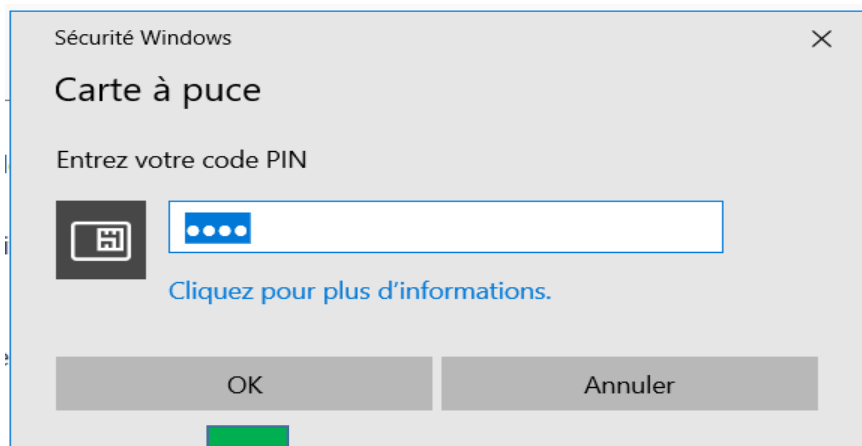 Sécurité Windows
Carte à puce
Entrez votre code PIN
••••
Cliquez pour plus d’informations.
OK
Annuler